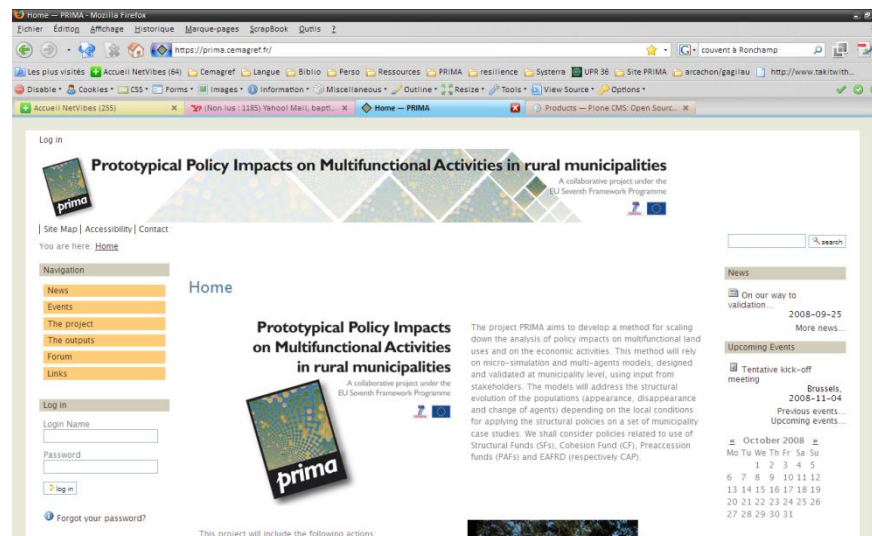 Home — PRIMA - Mozilla Firefox
Fichier Édition Affichage Historique Marque-pages ScrapBook Outils ?
https://prima.cemagref.fr/
couvent à Ronchamp
Les plus visités Accueil NetVibes (64) Cemagref Langue Biblio Perso Ressources PRIMA resilience Systerra UPR 36 Site PRIMA arcachon/gagilau http://www.takitwith...
Disable Cookies CSS Forms Images Information Miscellaneous Outline Resize Tools View Source Options
Accueil NetVibes (255)
(Non lus : 1185) Yahoo! Mail, bapti...
Home — PRIMA
Products — Plone CMS: Open Sourc...
Log in
Prototypical Policy Impacts on Multifunctional Activities in rural municipalities
A collaborative project under the
EU Seventh Framework Programme
prima
Site Map | Accessibility | Contact
You are here: Home
search
Navigation
News
Events
The project
The outputs
Forum
Links
Log in
Login Name
Password
log in
Forgot your password?
Home
Prototypical Policy Impacts
on Multifunctional Activities
in rural municipalities
A collaborative project under the
EU Seventh Framework Programme
prima
The project PRIMA aims to develop a method for scaling
down the analysis of policy impacts on multifunctional land
uses and on the economic activities. This method will rely
on micro-simulation and multi-agents models, designed
and validated at municipality level, using input from
stakeholders. The models will address the structural
evolution of the populations (appearance, disappearance
and change of agents) depending on the local conditions
for applying the structural policies on a set of municipality
case studies. We shall consider policies related to use of
Structural Funds (SFs), Cohesion Fund (CF), Preaccession
funds (PAFs) and EAFRD (respectively CAP).
This project will include the following actions:
News
On our way to
validation...
2008-09-25
More news...
Upcoming Events
Tentative kick-off
meeting
Brussels,
2008-11-04
Previous events...
Upcoming events...
« October 2008 »
Mo Tu We Th Fr Sa Su
1 2 3 4 5
6 7 8 9 10 11 12
13 14 15 16 17 18 19
20 21 22 23 24 25 26
27 28 29 30 31